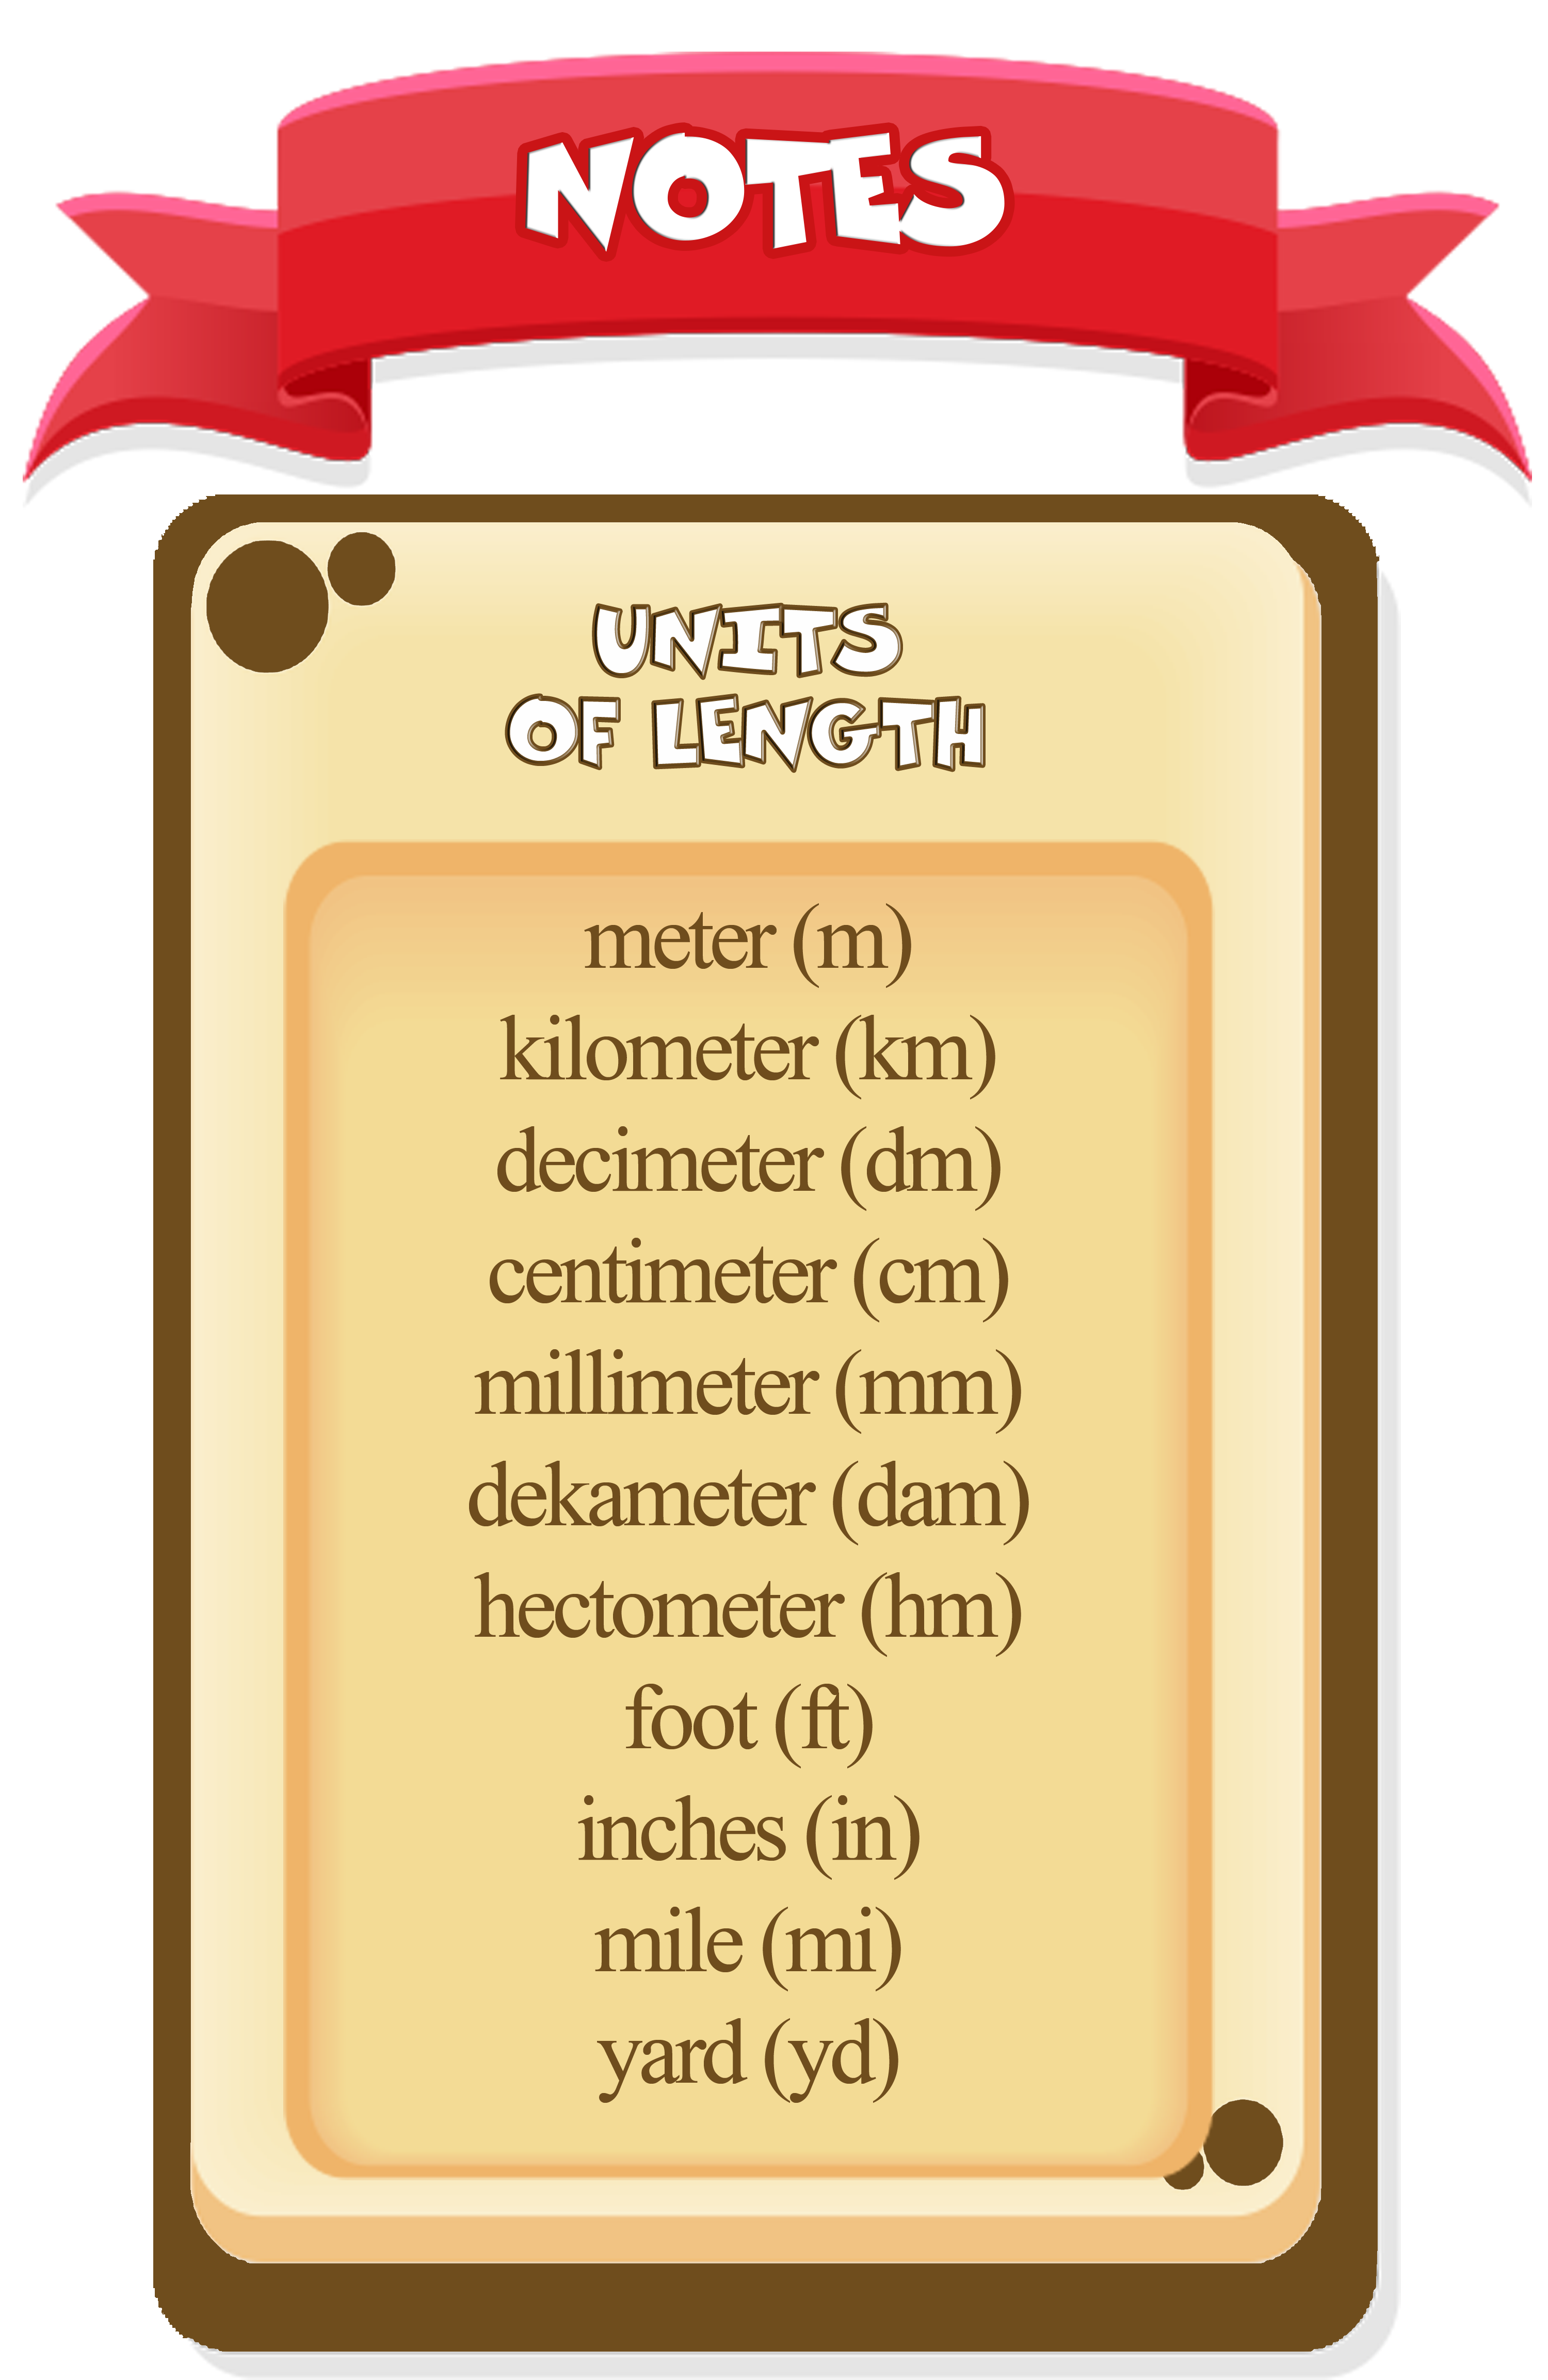 NOTES
UNITS
OF LENGTH
meter (m)
kilometer (km)
decimeter (dm)
centimeter (cm)
millimeter (mm)
dekameter (dam)
hectometer (hm)
foot (ft)
inches (in)
mile (mi)
yard (yd)